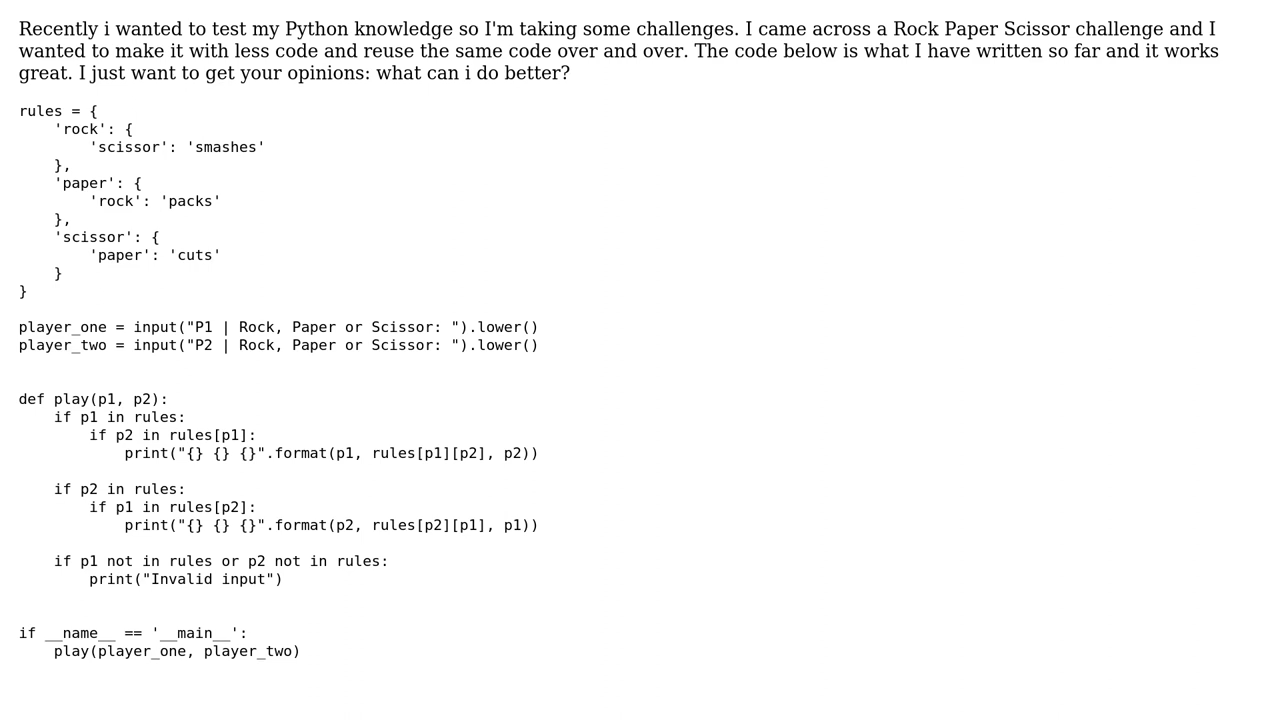 Recently i wanted to test my Python knowledge so I'm taking some challenges. I came across a Rock Paper Scissor challenge and I
wanted to make it with less code and reuse the same code over and over. The code below is what I have written so far and it works
great. I just want to get your opinions: what can i do better?

rules = {
    'rock': {
        'scissor': 'smashes'
    },
    'paper': {
        'rock': 'packs'
    },
    'scissor': {
        'paper': 'cuts'
    }
}

player_one = input("P1 | Rock, Paper or Scissor: ").lower()
player_two = input("P2 | Rock, Paper or Scissor: ").lower()


def play(p1, p2):
    if p1 in rules:
        if p2 in rules[p1]:
            print("{} {} {}".format(p1, rules[p1][p2], p2))

    if p2 in rules:
        if p1 in rules[p2]:
            print("{} {} {}".format(p2, rules[p2][p1], p1))

    if p1 not in rules or p2 not in rules:
        print("Invalid input")


if __name__ == '__main__':
    play(player_one, player_two)